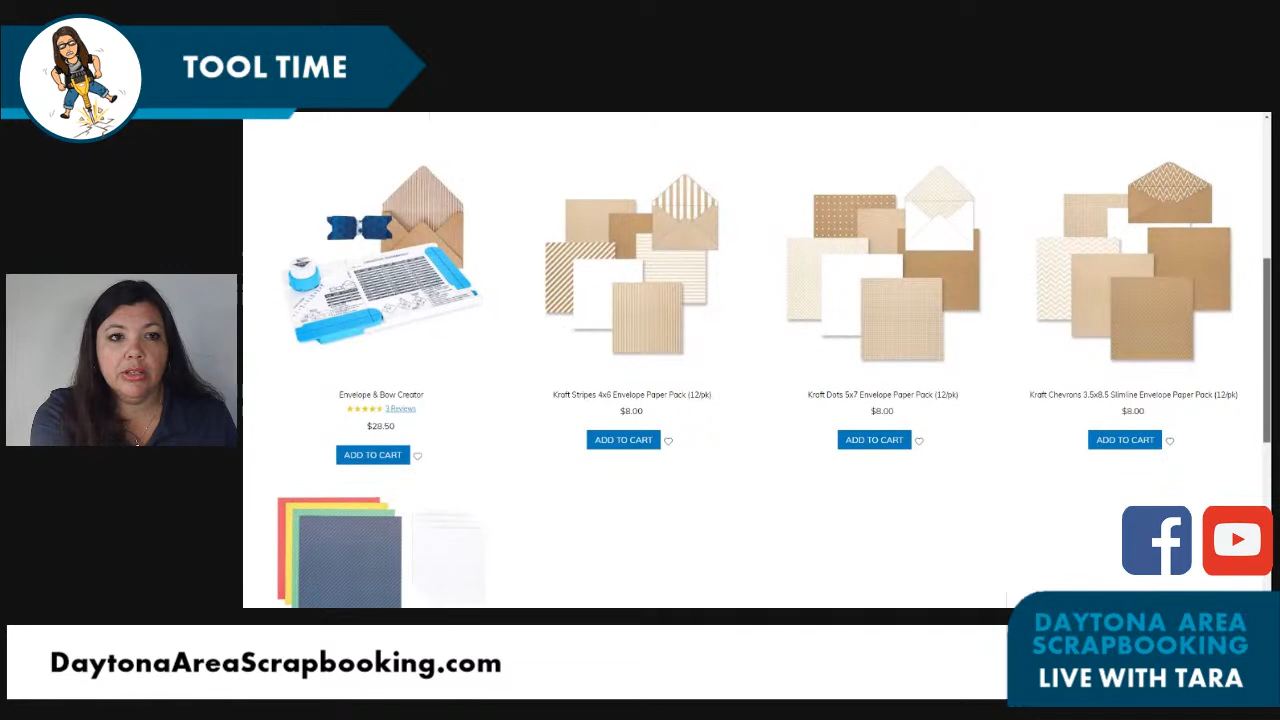 TOOL TIME
Envelope & Bow Creator
3 Reviews
$28.50
ADD TO CART
Kraft Stripes 4x6 Envelope Paper Pack (12/pk)
$8.00
ADD TO CART
Kraft Dots 5x7 Envelope Paper Pack (12/pk)
$8.00
ADD TO CART
Kraft Chevrons 3.5x8.5 Slimline Envelope Paper Pack (12/pk)
$8.00
ADD TO CART
DaytonaAreaScrapbooking.com
DAYTONA AREA
SCRAPBOOKING
LIVE WITH TARA